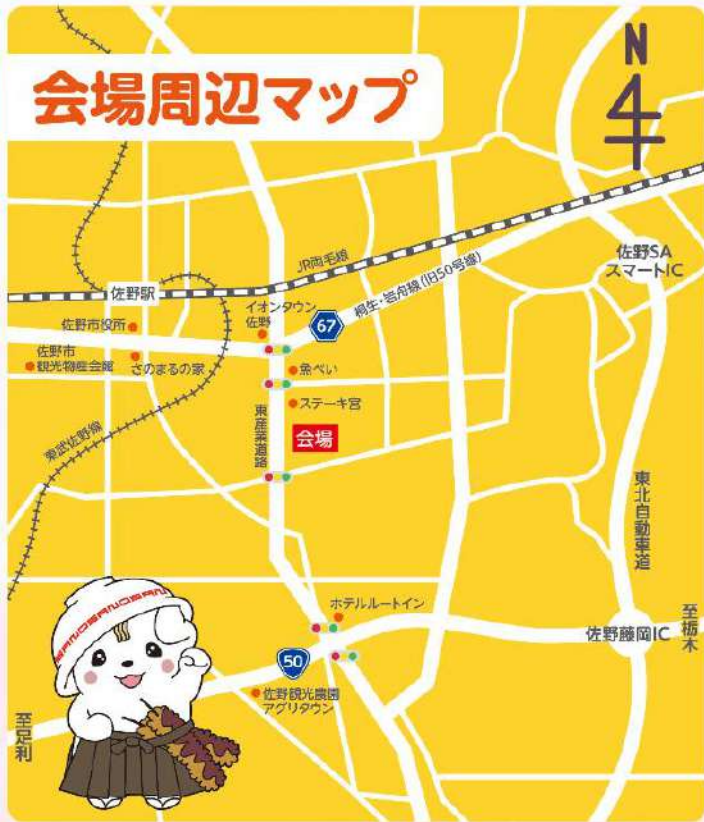 会場周辺マップ
N
JR両毛線
佐野SA
スマートIC
佐野駅
桐生・岩舟線(旧50号線)
イオンタウン
佐野
67
佐野市役所
佐野市
観光物産会館
さのまるの家
魚べい
ステーキ宮
東産業道路
会場
東武佐野線
東北自動車道
ホテルルートイン
至栃木
佐野藤岡IC
50
佐野観光農園
アグリタウン
至足利
SANOSANOSAN